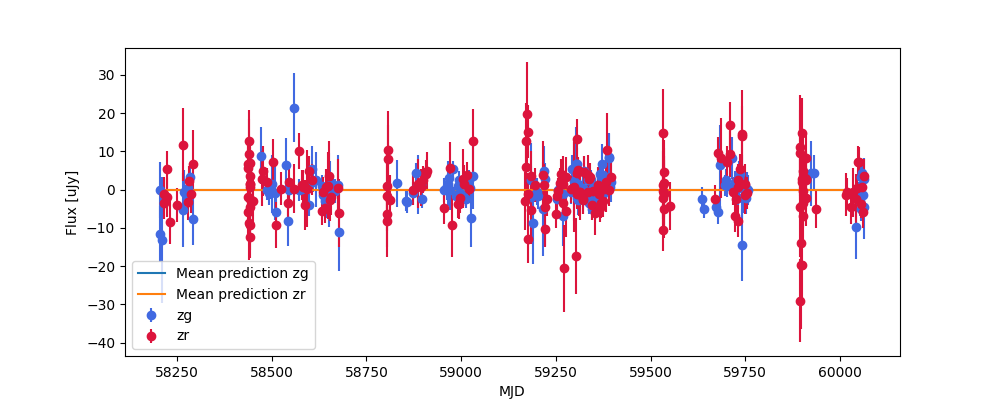 30
20
10
0
−10
−20
−30
−40
Flux [uJy]
Mean prediction zg
Mean prediction zr
zg
zr
58250 58500 58750 59000 59250 59500 59750 60000
MJD